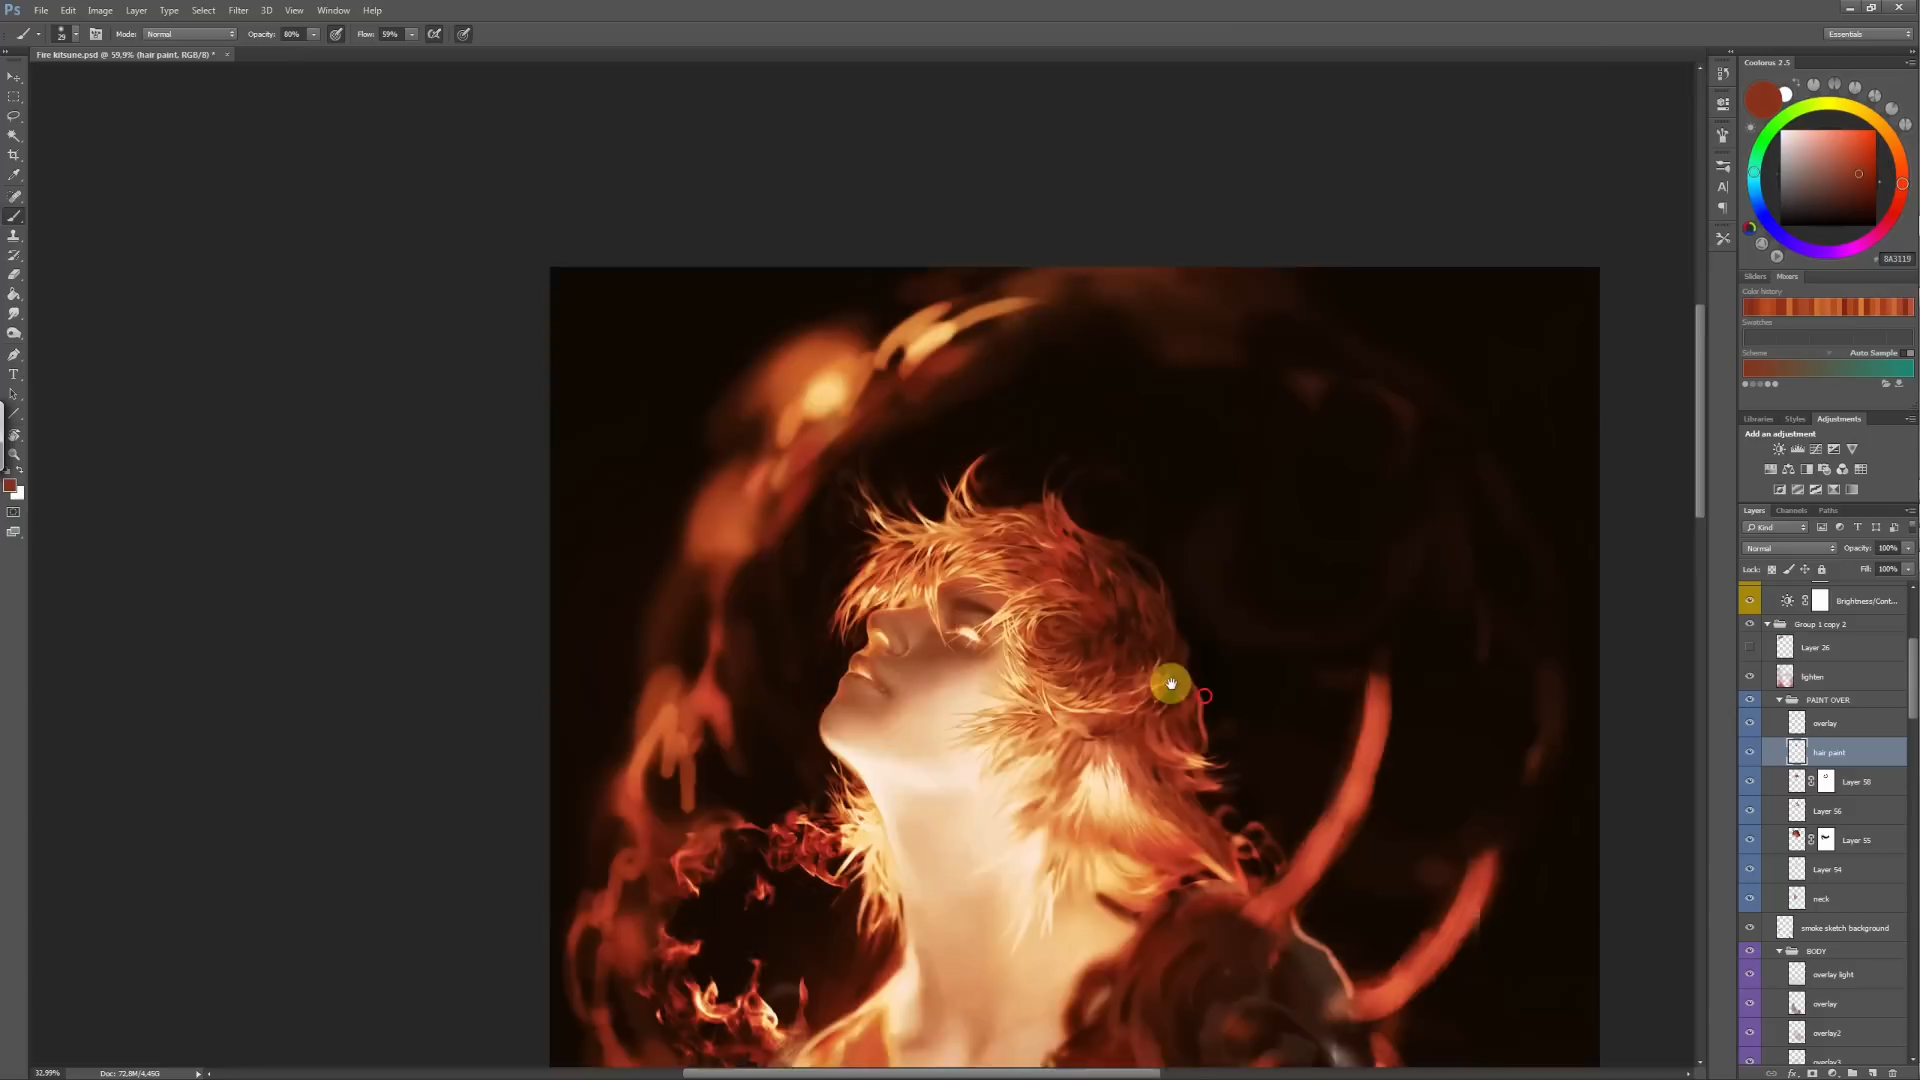 Ps File Edit Image Layer Type Select Filter 3D View Window Help
29 Mode: Normal Opacity: 80% Flow: 59% Essentials
Fire kitsune.psd @ 59,9% (hair paint, RGB/8) * ×
Coolorus 2.5
8A3119
Sliders Mixers
Color history
Swatches
Scheme Auto Sample
Libraries Styles Adjustments
Add an adjustment
Layers Channels Paths
Kind
Normal Opacity: 100%
Lock: Fill: 100%
Brightness/Cont...
Group 1 copy 2
Layer 26
lighten
PAINT OVER
overlay
hair paint
Layer 58
Layer 56
Layer 55
Layer 54
neck
smoke sketch background
BODY
overlay light
overlay
overlay2
overlay3
32,99% Doc: 72,8M/4,45G